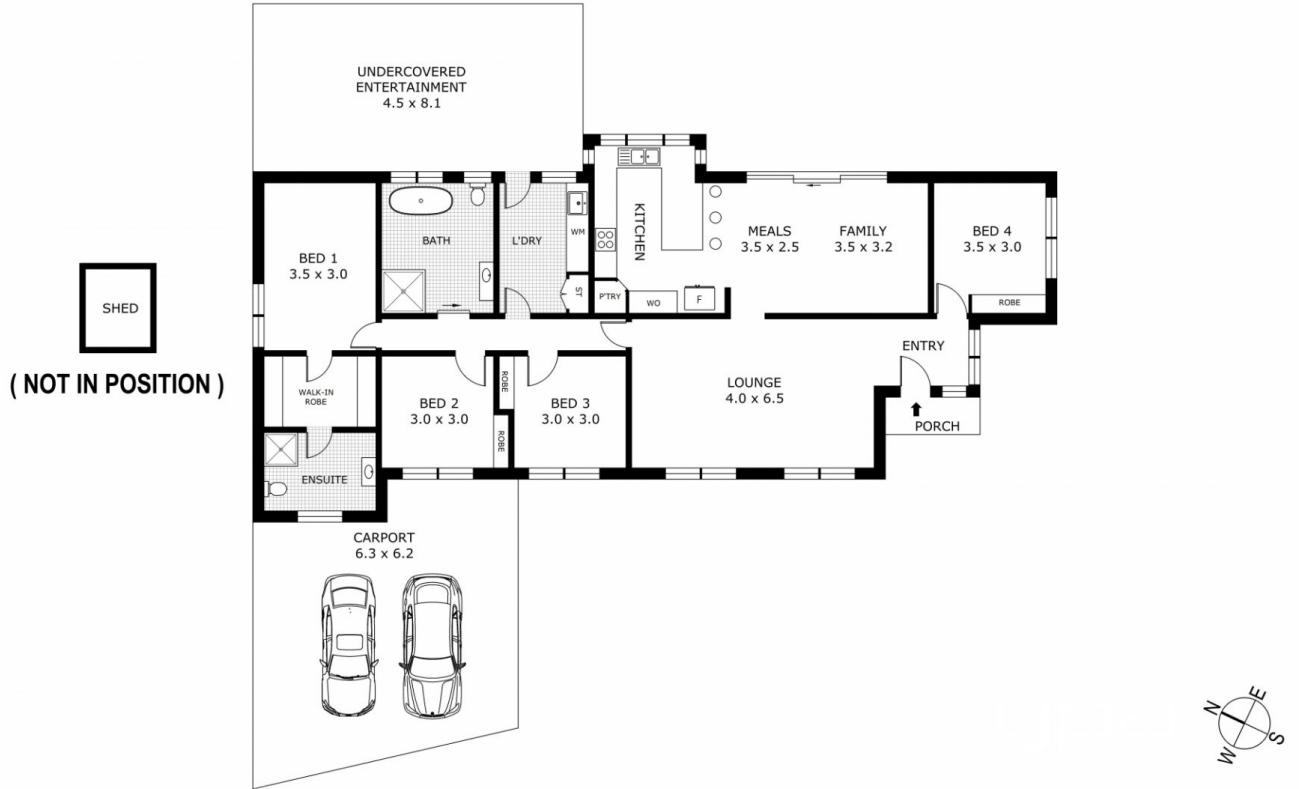 UNDERCOVERED
ENTERTAINMENT
4.5 x 8.1
BED 1
3.5 x 3.0
BATH
L'DRY
WM
ST
KITCHEN
P'TRY
WO
F
MEALS
3.5 x 2.5
FAMILY
3.5 x 3.2
BED 4
3.5 x 3.0
ROBE
SHED
( NOT IN POSITION )
WALK-IN
ROBE
BED 2
3.0 x 3.0
ROBE
ROBE
BED 3
3.0 x 3.0
LOUNGE
4.0 x 6.5
ENTRY
PORCH
ENSUITE
CARPORT
6.3 x 6.2
N
E
W
S